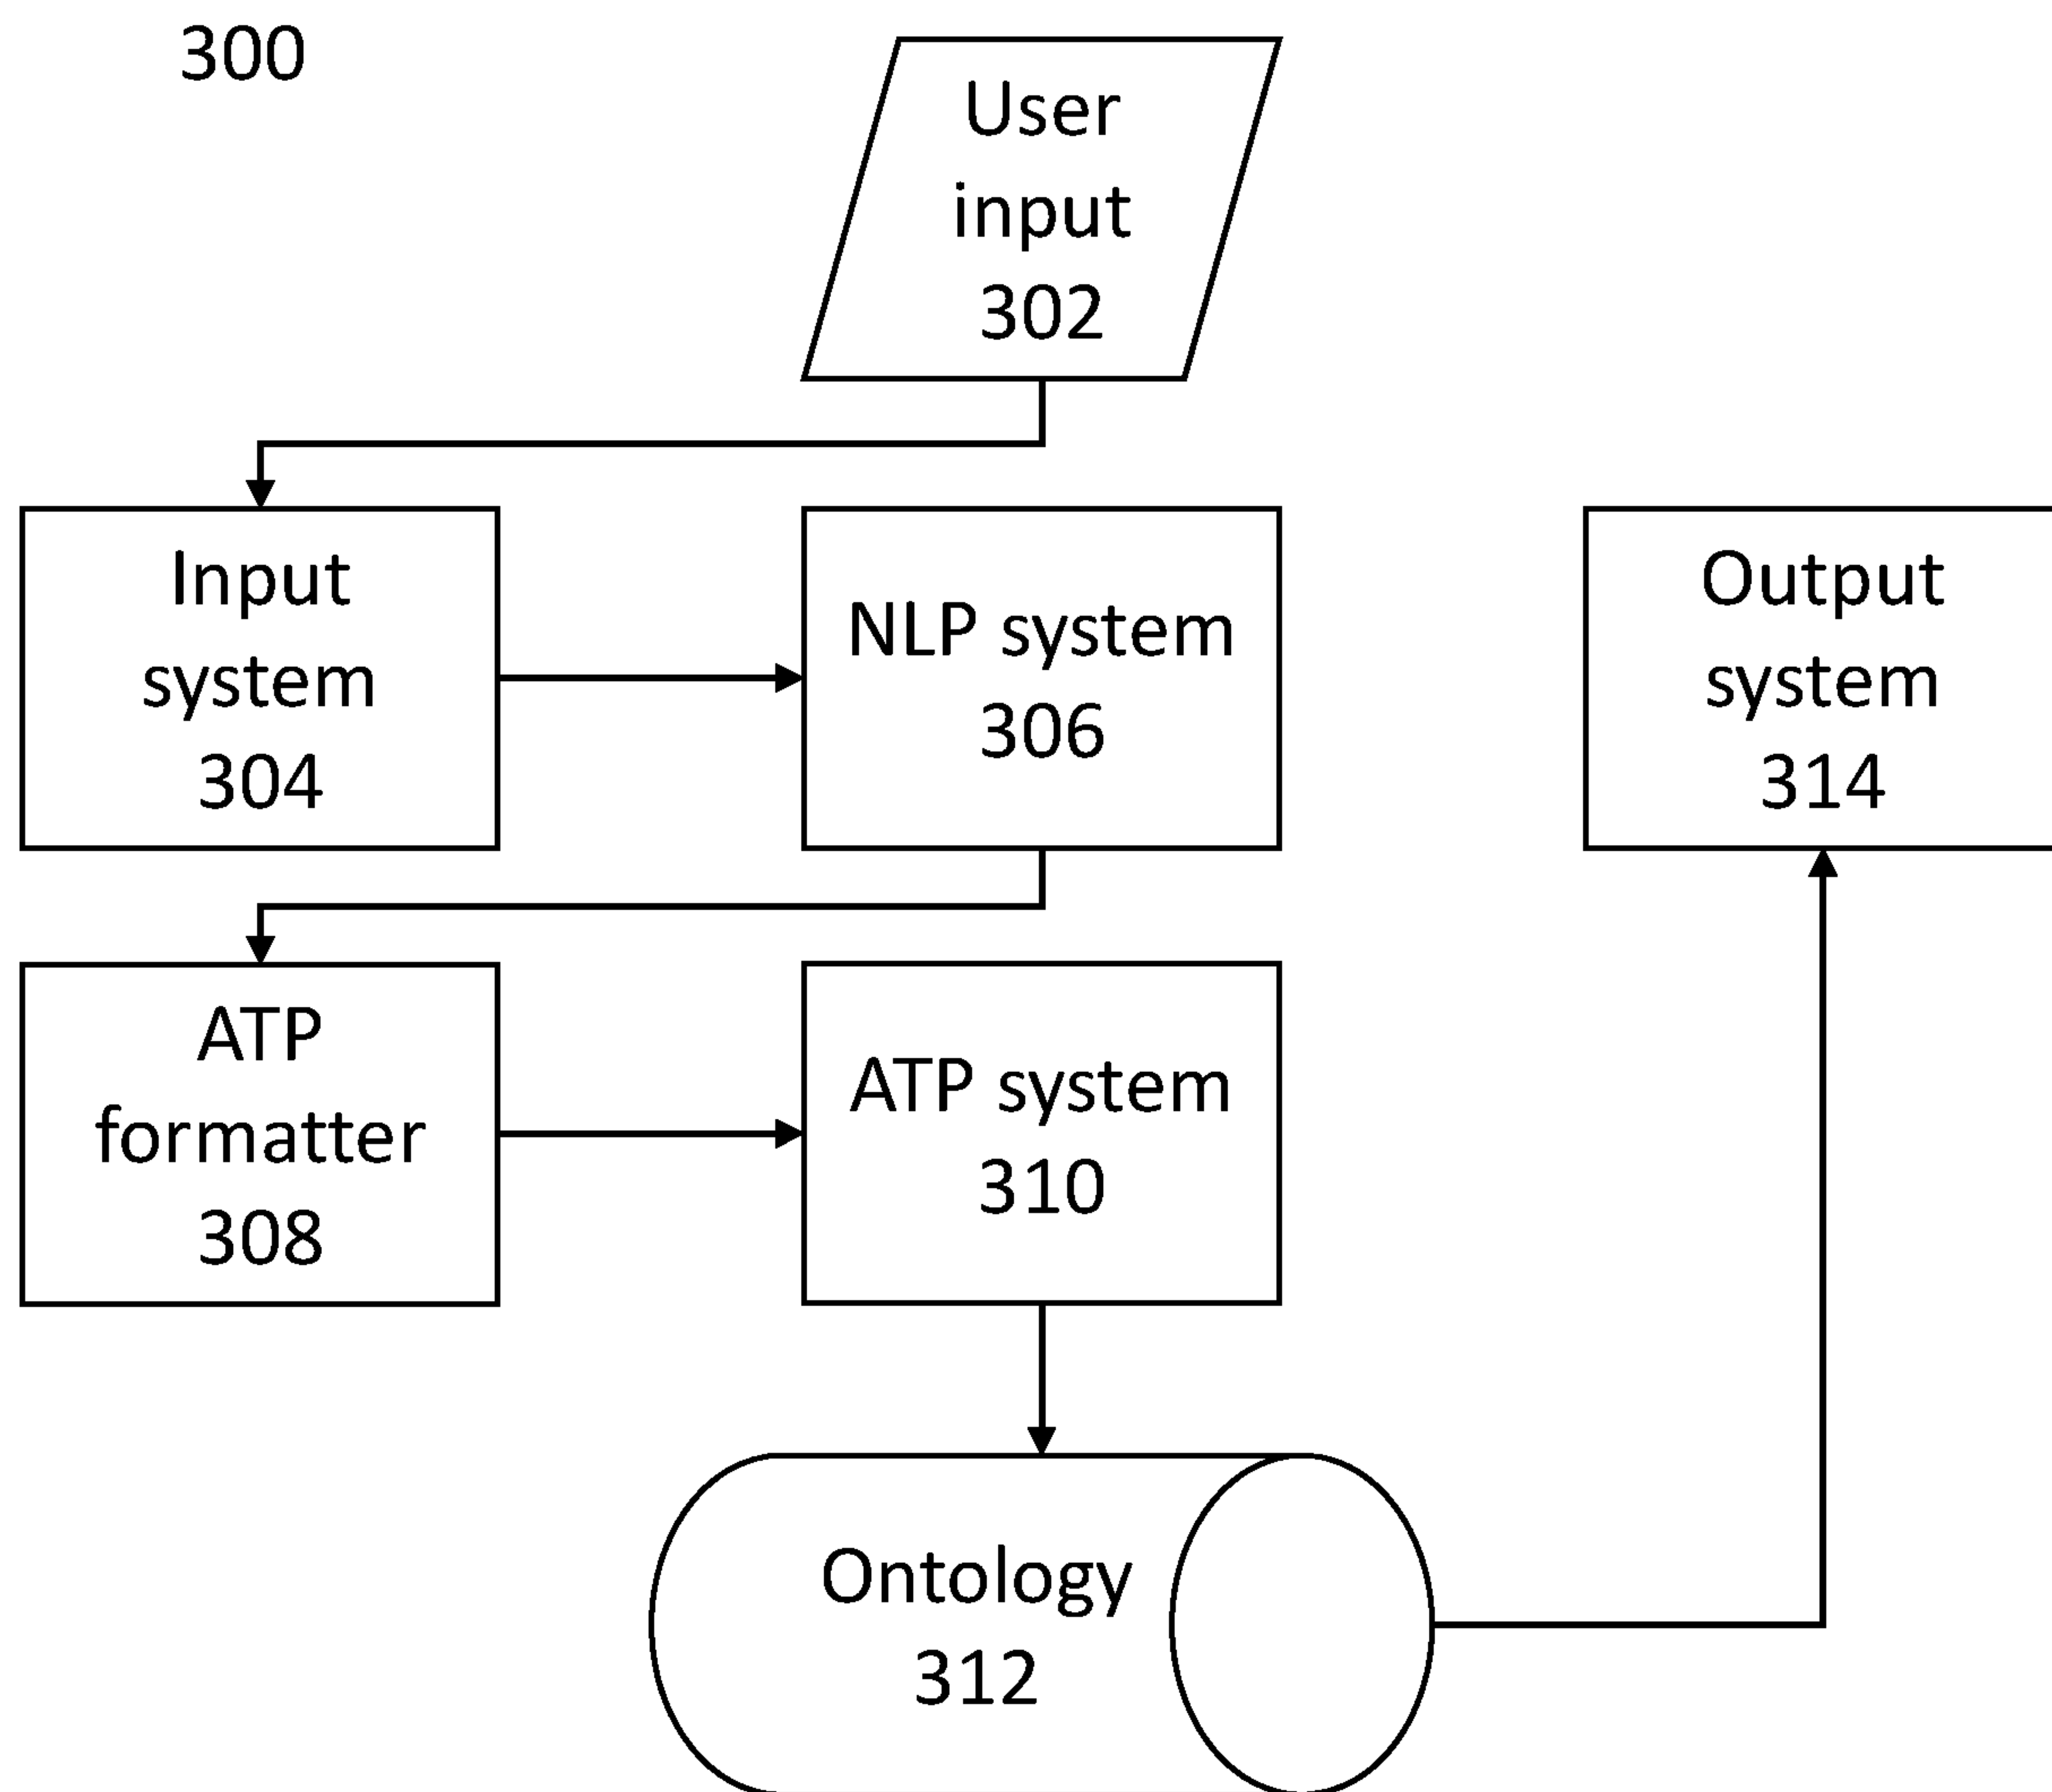 300
User
input
302
Input
system
304
NLP system
306
Output
system
314
ATP
formatter
308
ATP system
310
Ontology
312